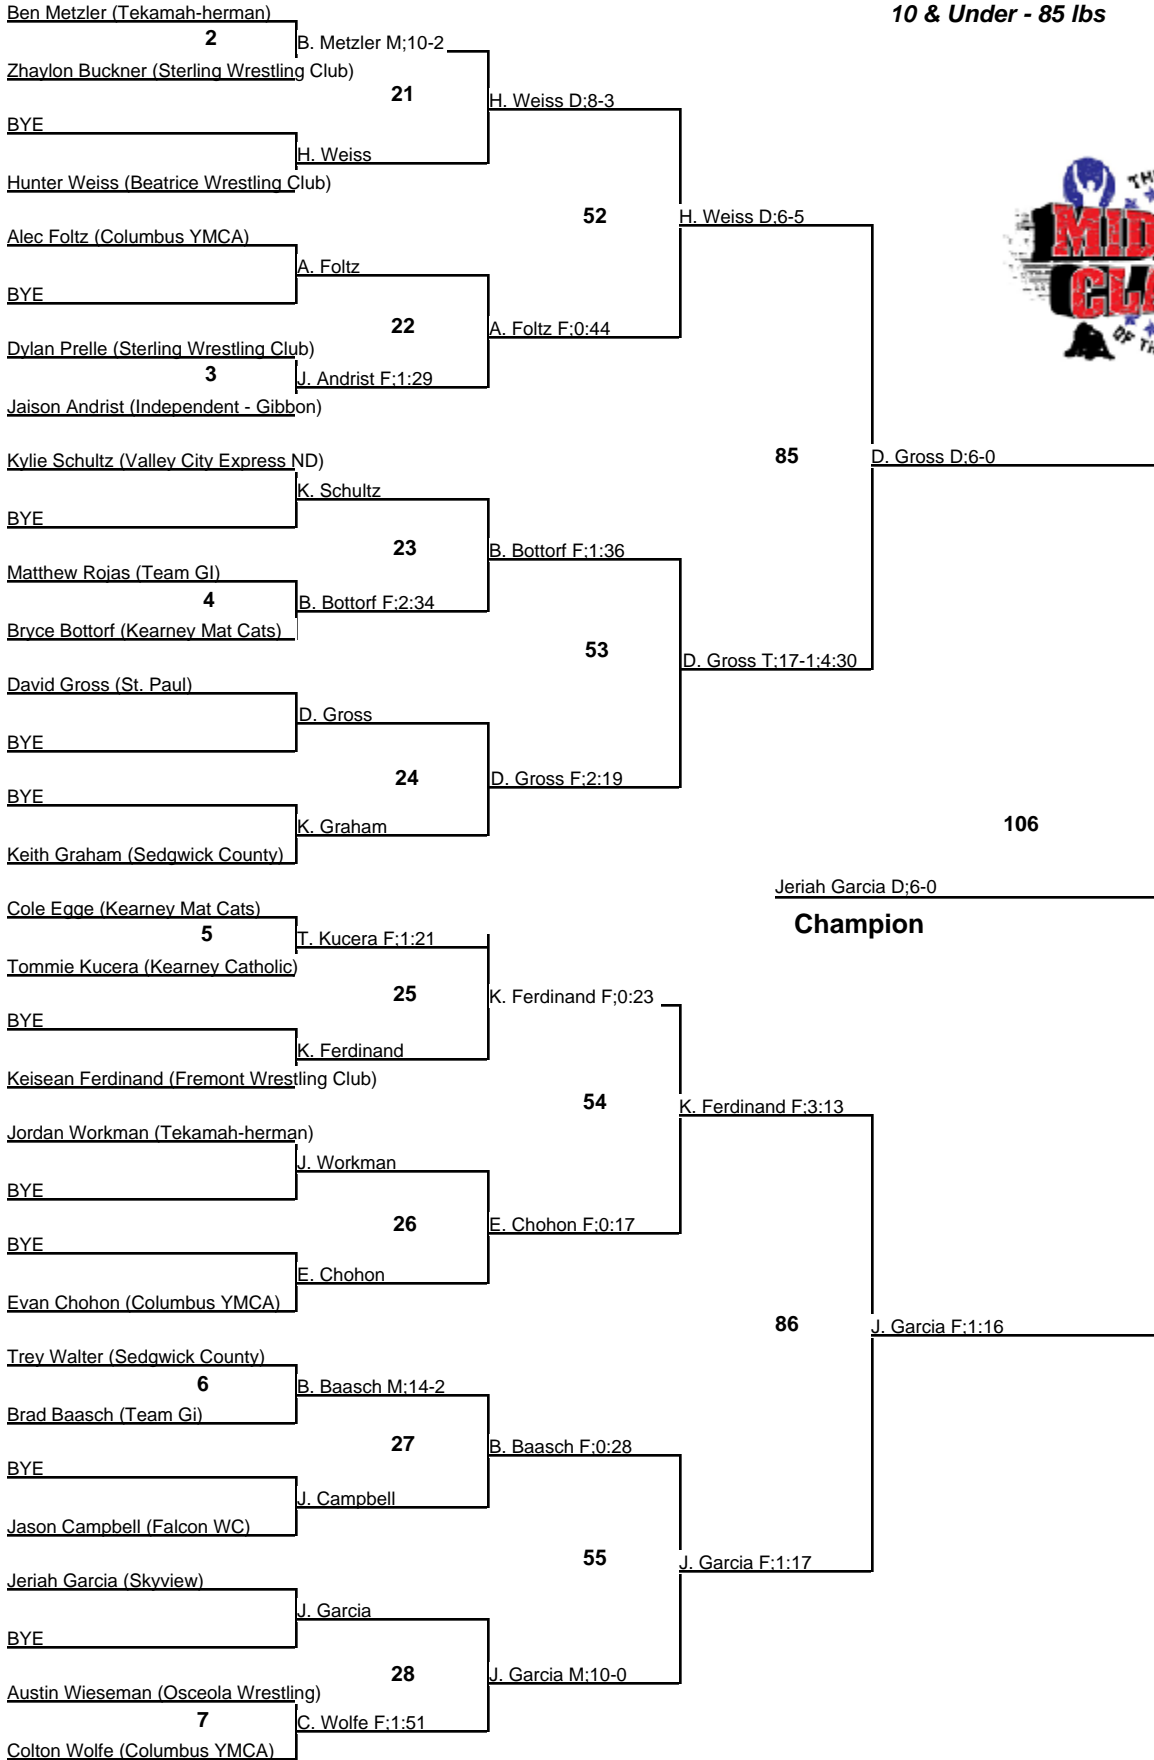 Ben Metzler (Tekamah-herman)
10 & Under - 85 lbs
2
B. Metzler M;10-2
Zhaylon Buckner (Sterling Wrestling Club)
21
H. Weiss D;8-3
BYE
H. Weiss
Hunter Weiss (Beatrice Wrestling Club)
52
H. Weiss D;6-5
Alec Foltz (Columbus YMCA)
A. Foltz
BYE
22
A. Foltz F;0:44
Dylan Prelle (Sterling Wrestling Club)
3
J. Andrist F;1:29
Jaison Andrist (Independent - Gibbon)
85
D. Gross D;6-0
Kylie Schultz (Valley City Express ND)
K. Schultz
BYE
23
B. Bottorf F;1:36
Matthew Rojas (Team GI)
4
B. Bottorf F;2:34
Bryce Bottorf (Kearney Mat Cats)
53
D. Gross T;17-1;4:30
David Gross (St. Paul)
D. Gross
BYE
24
D. Gross F;2:19
BYE
K. Graham
Keith Graham (Sedgwick County)
106
Jeriah Garcia D;6-0
Champion
Cole Egge (Kearney Mat Cats)
5
T. Kucera F;1:21
Tommie Kucera (Kearney Catholic)
25
K. Ferdinand F;0:23
BYE
K. Ferdinand
Keisean Ferdinand (Fremont Wrestling Club)
54
K. Ferdinand F;3:13
Jordan Workman (Tekamah-herman)
J. Workman
BYE
26
E. Chohon F;0:17
BYE
E. Chohon
Evan Chohon (Columbus YMCA)
86
J. Garcia F;1:16
Trey Walter (Sedgwick County)
6
B. Baasch M;14-2
Brad Baasch (Team Gi)
27
B. Baasch F;0:28
BYE
J. Campbell
Jason Campbell (Falcon WC)
55
J. Garcia F;1:17
Jeriah Garcia (Skyview)
J. Garcia
BYE
28
J. Garcia M;10-0
Austin Wieseman (Osceola Wrestling)
7
C. Wolfe F;1:51
Colton Wolfe (Columbus YMCA)